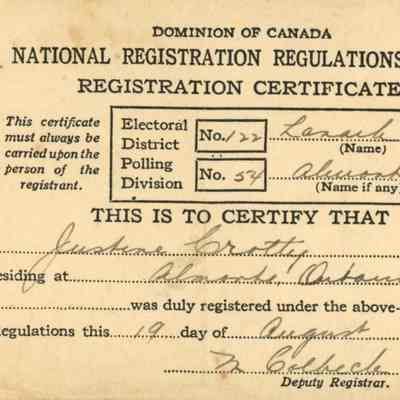 DOMINION OF CANADA
NATIONAL REGISTRATION REGULATIONS
REGISTRATION CERTIFICATE
This certificate
must always be
carried upon the
person of the
registrant.
Electoral
District
No. 122
Lanark
(Name)
Polling
Division
No. 54
Almonte
(Name if any)
THIS IS TO CERTIFY THAT
Justine Crotty
esiding at Almonte, Ontario
was duly registered under the above-
egulations this 19 day of August
M Colbeck
Deputy Registrar.